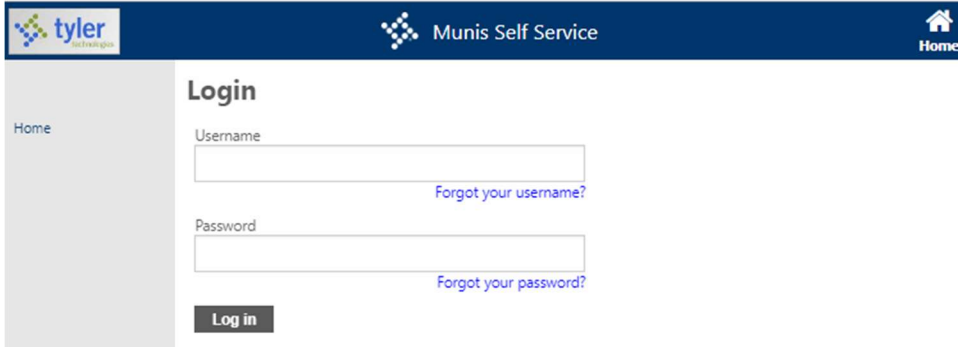 tyler
technologies
Munis Self Service
Home
Home
Login
Username
Forgot your username?
Password
Forgot your password?
Log in